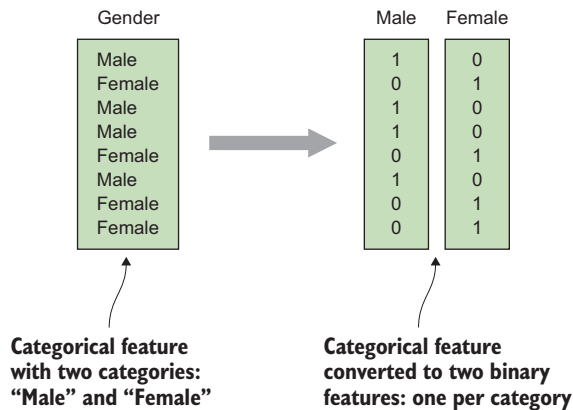 Gender
Male
Female
Male
Male
Female
Male
Female
Female
Male Female
1 0
0 1
1 0
1 0
0 1
1 0
0 1
0 1
Categorical feature
with two categories:
“Male” and “Female”
Categorical feature
converted to two binary
features: one per category